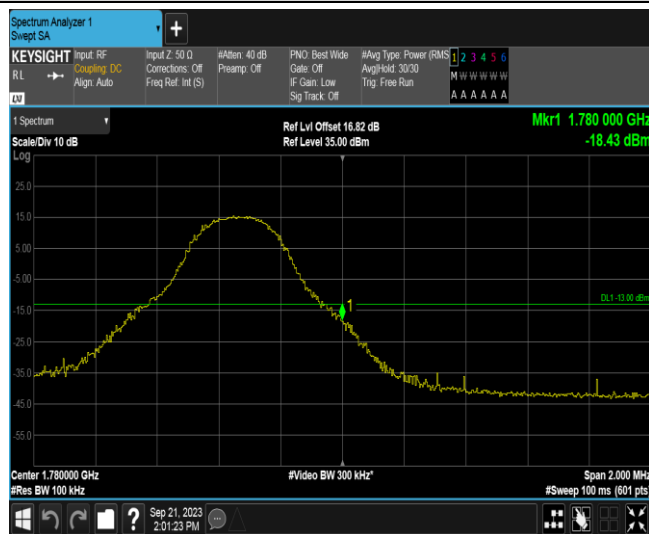 Spectrum Analyzer 1
Swept SA
+
KEYSIGHT
RL
LXI
Input: RF
Coupling: DC
Align: Auto
Input Z: 50 Ω
Corrections: Off
Freq Ref: Int (S)
#Atten: 40 dB
Preamp: Off
PNO: Best Wide
Gate: Off
IF Gain: Low
Sig Track: Off
#Avg Type: Power (RMS
Avg|Hold: 30/30
Trig: Free Run
1 2 3 4 5 6
M W W W W W
A A A A A A
1 Spectrum
Scale/Div 10 dB
Ref Lvl Offset 16.82 dB
Ref Level 35.00 dBm
Mkr1 1.780 000 GHz
-18.43 dBm
Log
25.0
15.0
5.00
-5.00
-15.0
-25.0
-35.0
-45.0
-55.0
1
DL1 -13.00 dBm
Center 1.780000 GHz
#Res BW 100 kHz
#Video BW 300 kHz*
Span 2.000 MHz
#Sweep 100 ms (601 pts)
?
Sep 21, 2023
2:01:23 PM